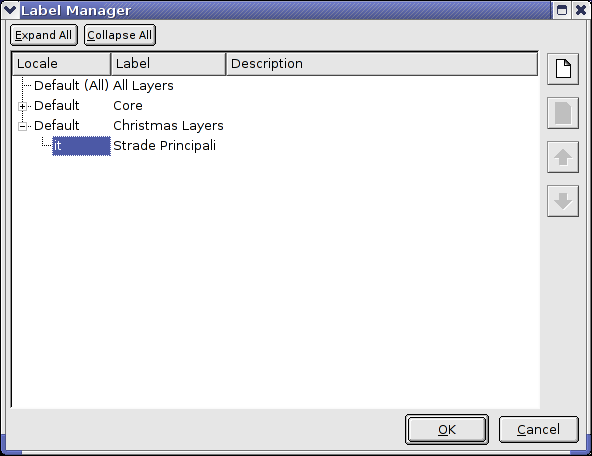 Label Manager
Expand All Collapse All
Locale Label Description
Default (All) All Layers
Default Core
Default Christmas Layers
it Strade Principali
OK Cancel